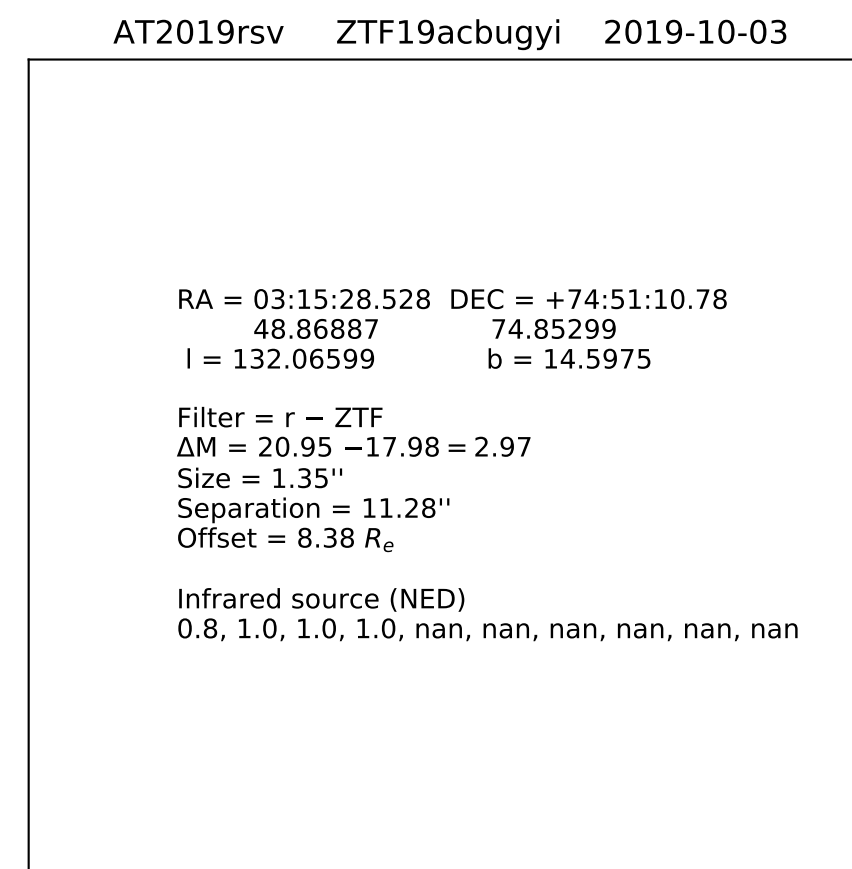 AT2019rsv ZTF19acbugyi 2019-10-03
RA = 03:15:28.528 DEC = +74:51:10.78
48.86887 74.85299
l = 132.06599 b = 14.5975
Filter = r − ZTF
ΔM = 20.95 −17.98 = 2.97
Size = 1.35''
Separation = 11.28''
Offset = 8.38 Re
Infrared source (NED)
0.8, 1.0, 1.0, 1.0, nan, nan, nan, nan, nan, nan